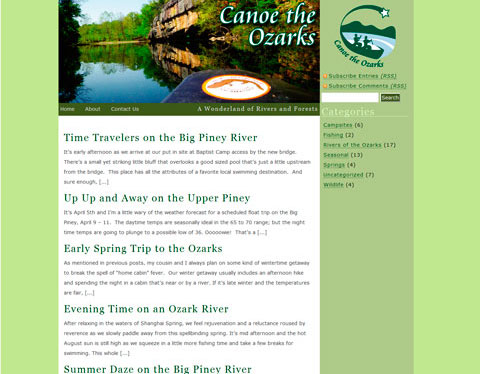 Canoe the
Ozarks
Canoe the Ozarks
Subscribe Entries (RSS)
Subscribe Comments (RSS)
Search
Home About Contact Us A Wonderland of Rivers and Forests
Categories
Campsites (6)
Fishing (2)
Rivers of the Ozarks (17)
Seasonal (13)
Springs (4)
Uncategorized (7)
Wildlife (4)
Time Travelers on the Big Piney River
It's early afternoon as we arrive at our put in site at Baptist Camp access by the new bridge.
There's a small yet striking little bluff that overlooks a good sized pool that's just a little upstream
from the bridge. This place has all the attributes of a favorite local swimming destination. And
sure enough, [...]
Up Up and Away on the Upper Piney
It's April 5th and I'm a little wary of the weather forecast for a scheduled float trip on the Big
Piney, April 9 – 11. The daytime temps are seasonally ideal in the 65 to 70 range; but the night
time temps are going to plunge to a possible low of 36. Ooooweee! That's a [...]
Early Spring Trip to the Ozarks
As mentioned in previous posts, my cousin and I always plan on some kind of wintertime getaway
to break the spell of "home cabin" fever. Our winter getaway usually includes an afternoon hike
and spending the night in a cabin that's near or by a river. If it's late winter and the temperatures
are fair, [...]
Evening Time on an Ozark River
After relaxing in the waters of Shanghai Spring, we feel rejuvenation and a reluctance roused by
reverence as we slowly paddle away from this spellbinding spring. It's mid afternoon and the hot
August sun is still high as we squeeze in a little more fishing time and take a few breaks for
swimming. This whole [...]
Summer Daze on the Big Piney River